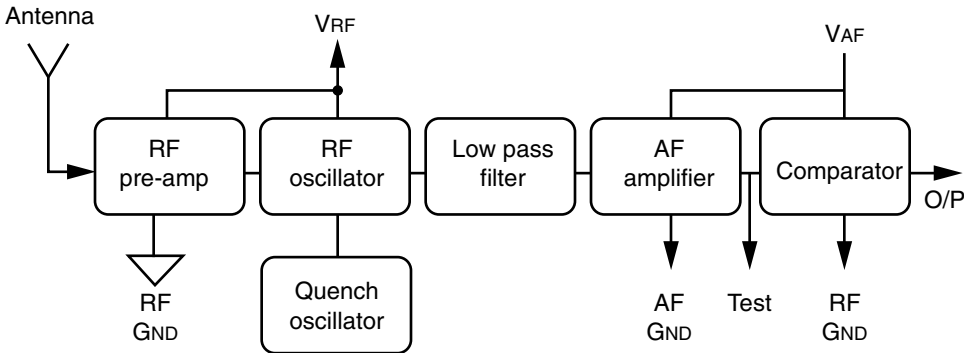 Antenna
VRF
VAF
RF
pre-amp
RF
oscillator
Low pass
filter
AF
amplifier
Comparator
O/P
Quench
oscillator
RF
GND
AF
GND
Test
RF
GND